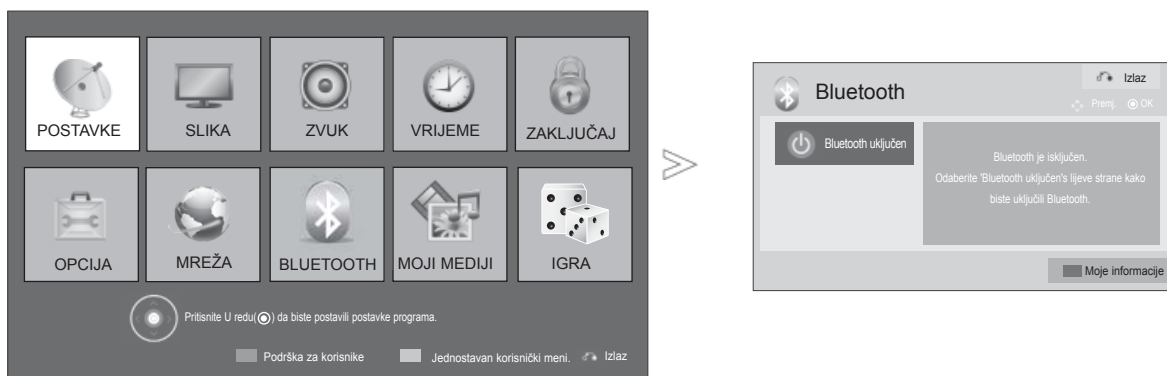 POSTAVKE SLIKA ZVUK VRIJEME ZAKLJUČAJ
OPCIJA MREŽA BLUETOOTH MOJI MEDIJI IGRA
Pritisnite U redu(◉) da biste postavili postavke programa.
Podrška za korisnike Jednostavan korisnički meni. Izlaz
Bluetooth Izlaz
Premj. OK
Bluetooth uključen
Bluetooth je isključen.
Odaberite 'Bluetooth uključen's lijeve strane kako
biste uključili Bluetooth.
Moje informacije